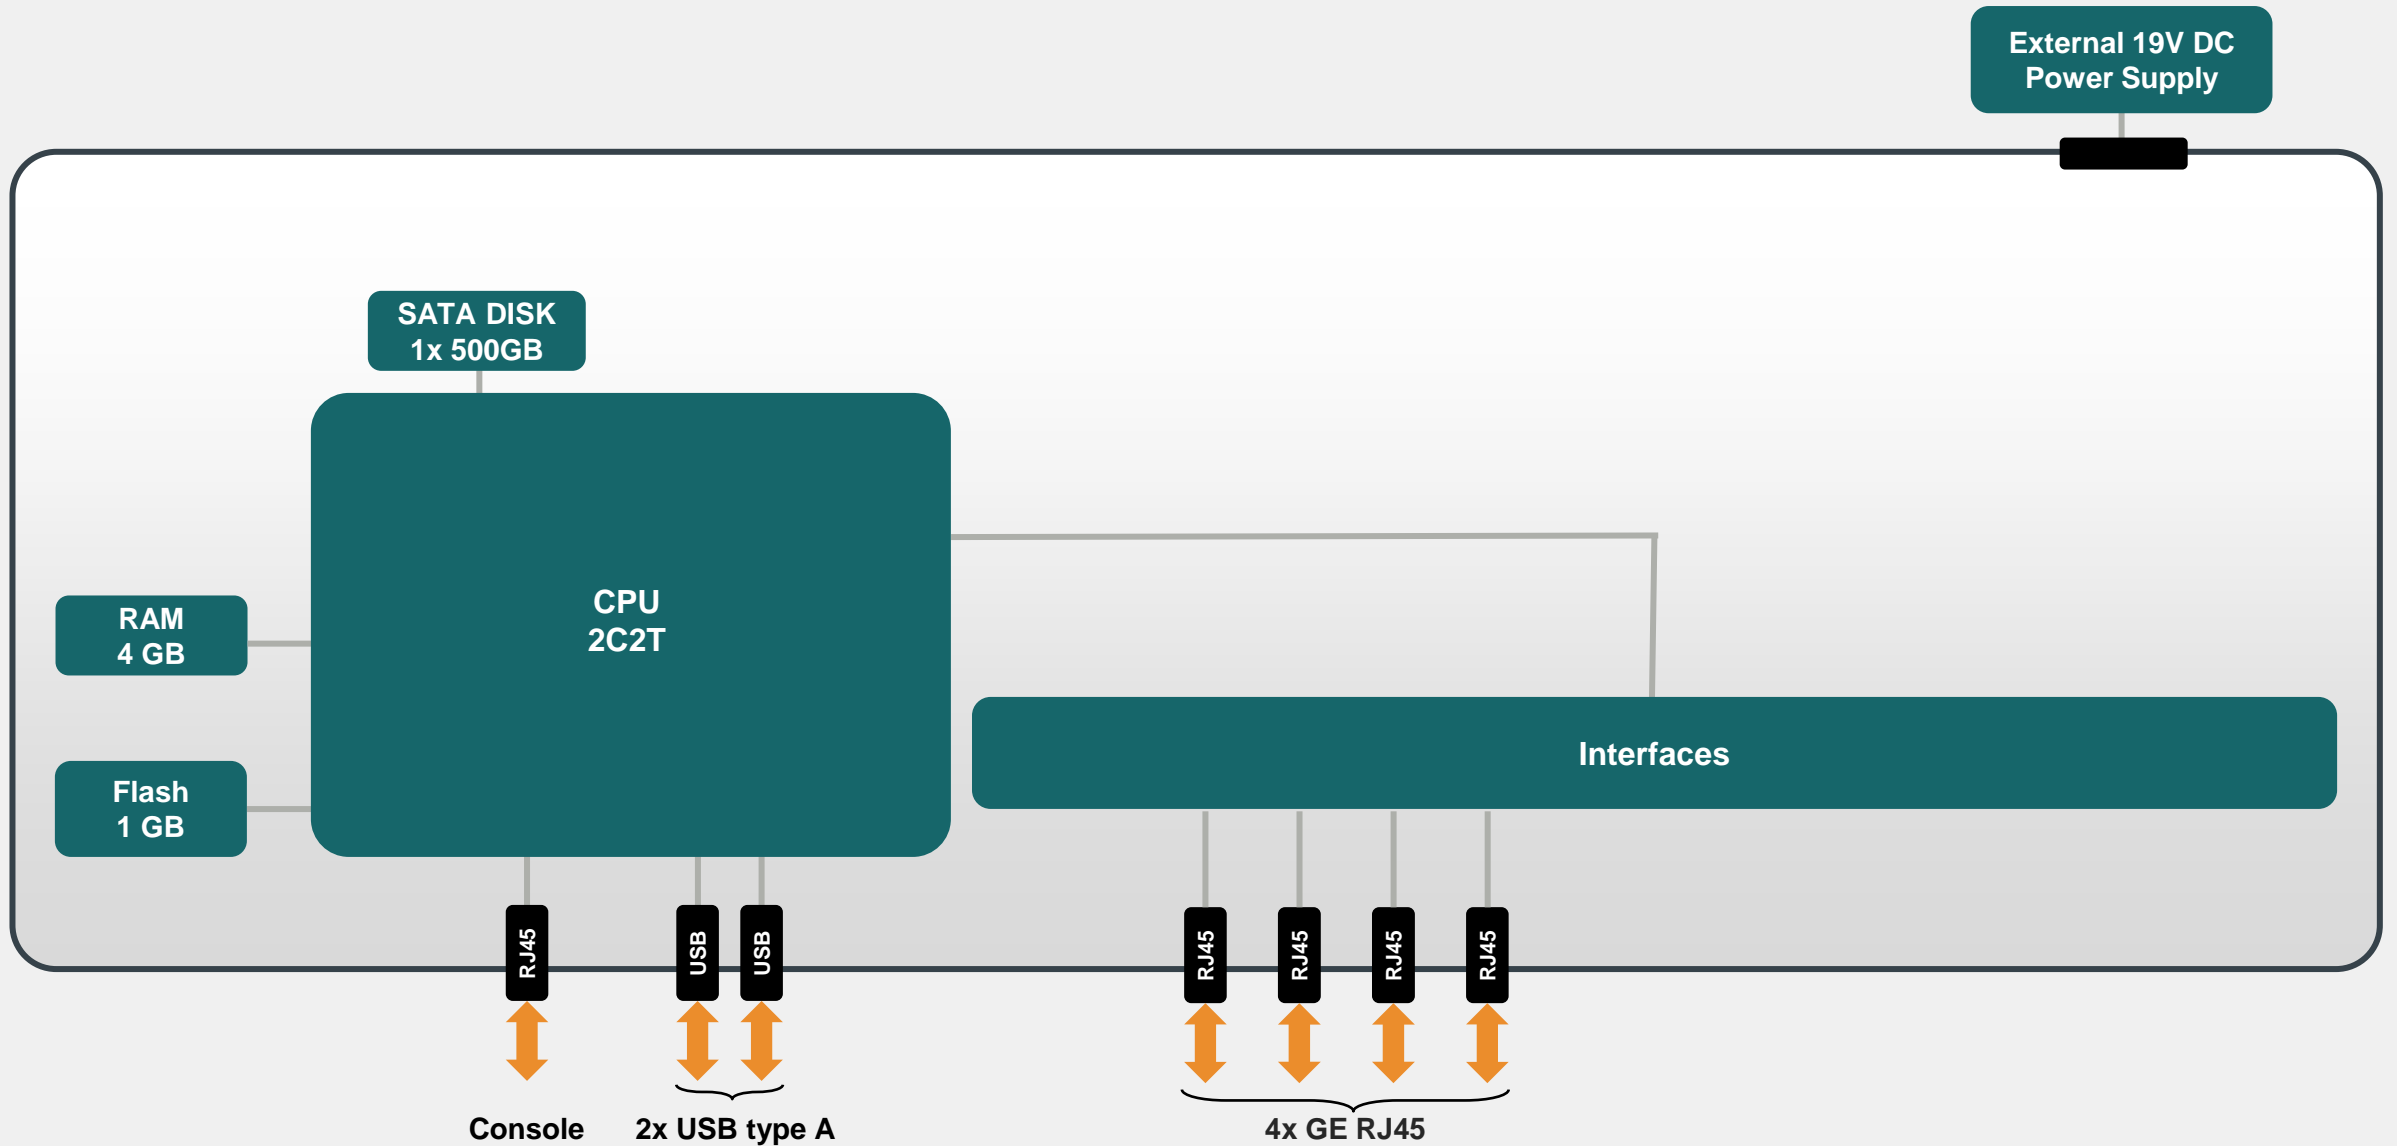 External 19V DC
Power Supply
SATA DISK
1x 500GB
CPU
2C2T
RAM
4 GB
Flash
1 GB
Interfaces
RJ45
USB
USB
RJ45
RJ45
RJ45
RJ45
Console
2x USB type A
4x GE RJ45